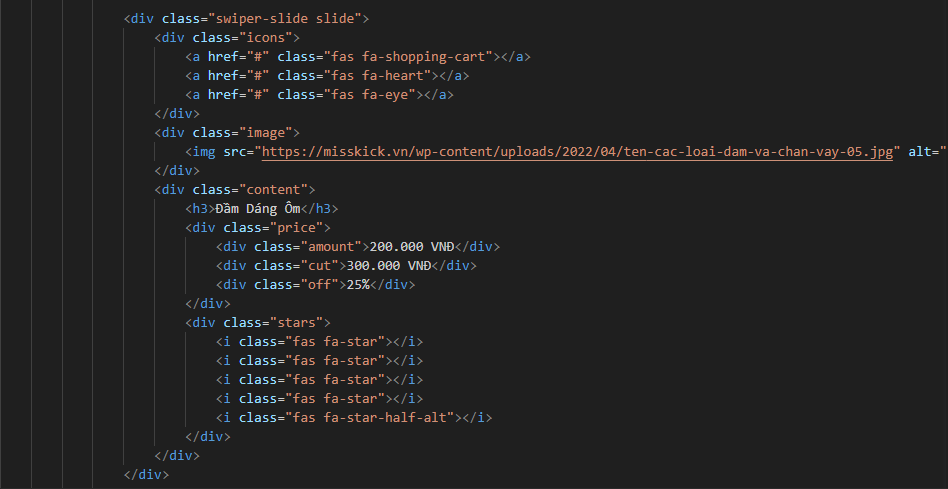 <div class="swiper-slide slide">
<div class="icons">
<a href="#" class="fas fa-shopping-cart"></a>
<a href="#" class="fas fa-heart"></a>
<a href="#" class="fas fa-eye"></a>
</div>
<div class="image">
<img src="https://misskick.vn/wp-content/uploads/2022/04/ten-cac-loai-dam-va-chan-vay-05.jpg" alt="
</div>
<div class="content">
<h3>Đầm Dáng Ôm</h3>
<div class="price">
<div class="amount">200.000 VNĐ</div>
<div class="cut">300.000 VNĐ</div>
<div class="off">25%</div>
</div>
<div class="stars">
<i class="fas fa-star"></i>
<i class="fas fa-star"></i>
<i class="fas fa-star"></i>
<i class="fas fa-star"></i>
<i class="fas fa-star-half-alt"></i>
</div>
</div>
</div>